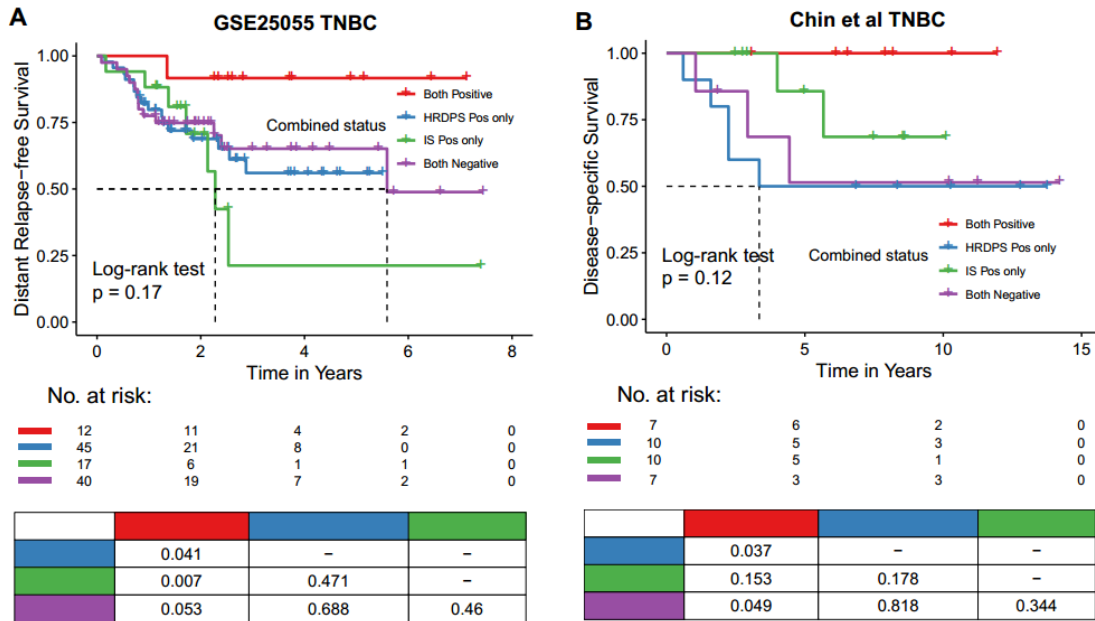 A
GSE25055 TNBC
Distant Relapse-free Survival
1.00
0.75
0.50
0.25
0.00
Both Positive
HRDPS Pos only
IS Pos only
Both Negative
Combined status
Log-rank test
p = 0.17
0 2 4 6 8
Time in Years
No. at risk:
12 11 4 2 0
45 21 8 0 0
17 6 1 1 0
40 19 7 2 0
0.041 – –
0.007 0.471 –
0.053 0.688 0.46
B
Chin et al TNBC
Disease-specific Survival
1.00
0.75
0.50
0.25
0.00
Both Positive
HRDPS Pos only
IS Pos only
Both Negative
Combined status
Log-rank test
p = 0.12
0 5 10 15
Time in Years
No. at risk:
7 6 2 0
10 5 3 0
10 5 1 0
7 3 3 0
0.037 – –
0.153 0.178 –
0.049 0.818 0.344